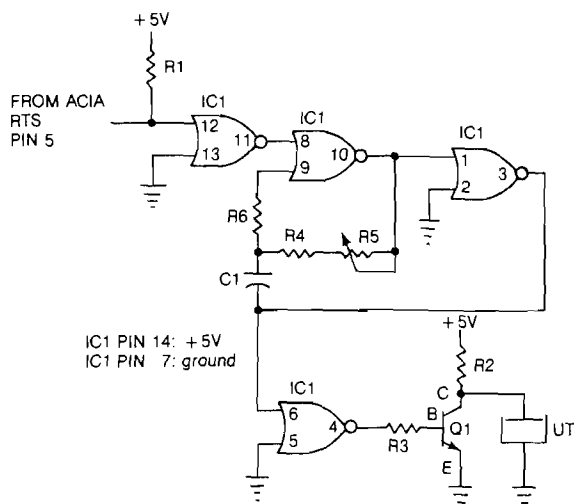 +5V
R1
FROM ACIA
RTS
PIN 5
IC1
12
13
11
IC1
8
9
10
IC1
1
2
3
R6
R4
R5
C1
IC1 PIN 14: +5V
IC1 PIN 7: ground
+5V
R2
IC1
6
5
4
R3
C
B
Q1
E
UT